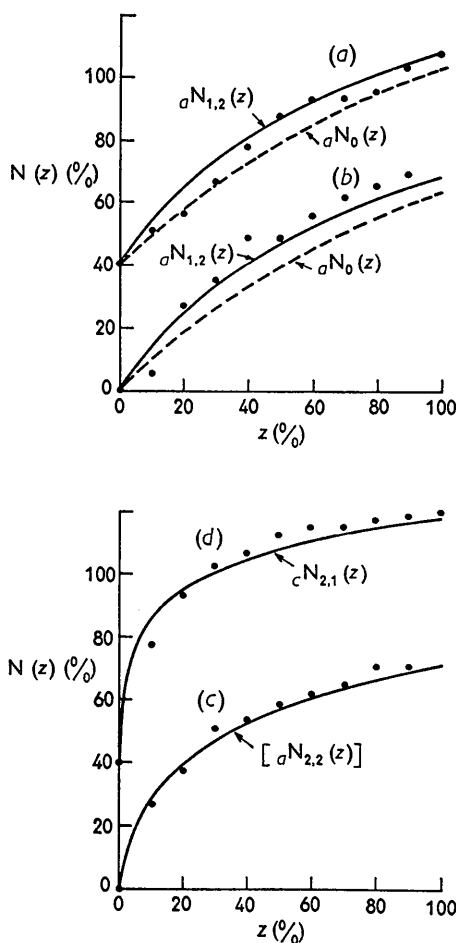 (a)
100
aN1,2(z)
80
aN0(z)
N(z)(%)
60
(b)
40
aN1,2(z)
aN0(z)
20
0
0 20 40 60 80 100
z(%)
(d)
100
cN2,1(z)
80
N(z)(%)
60
(c)
40
[aN2,2(z)]
20
0
0 20 40 60 80 100
z(%)